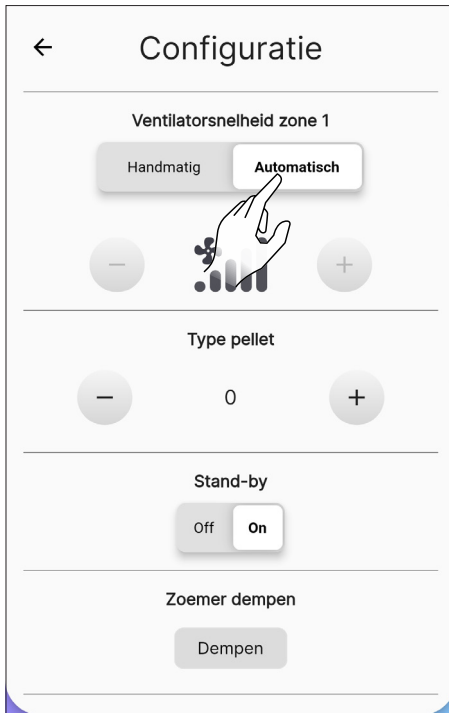 Configuratie
Ventilatorsnelheid zone 1
Handmatig Automatisch
Type pellet
0
Stand-by
Off On
Zoemer dempen
Dempen